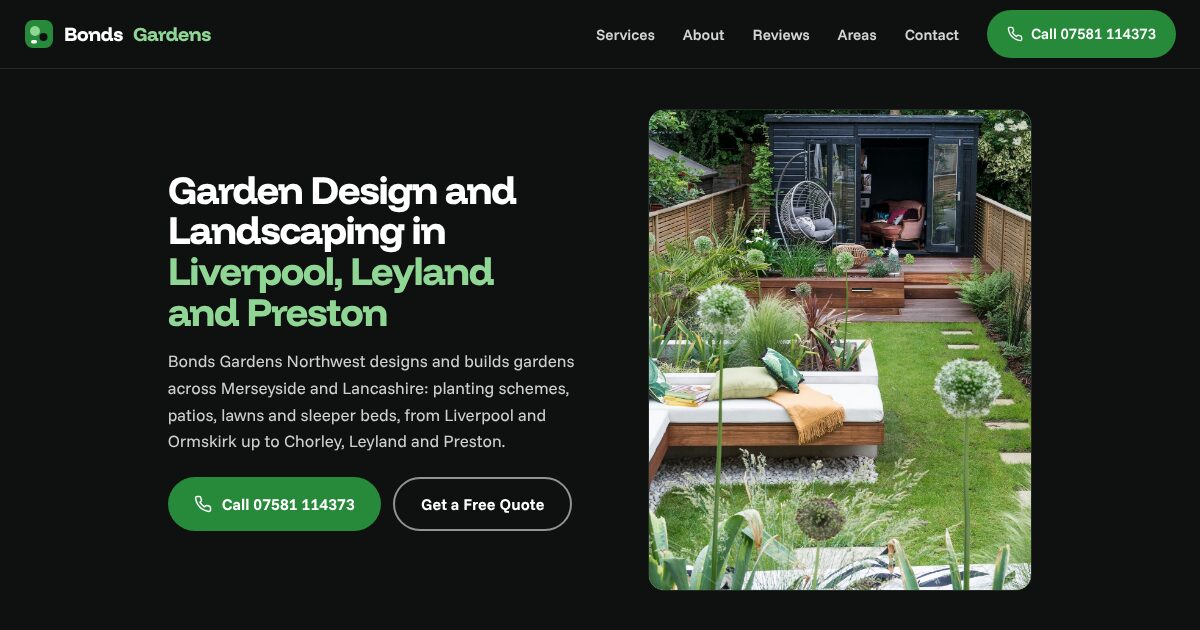 Bonds Gardens
Services
About
Reviews
Areas
Contact
Call 07581 114373
Garden Design and
Landscaping in
Liverpool, Leyland
and Preston
Bonds Gardens Northwest designs and builds gardens
across Merseyside and Lancashire: planting schemes,
patios, lawns and sleeper beds, from Liverpool and
Ormskirk up to Chorley, Leyland and Preston.
Call 07581 114373
Get a Free Quote